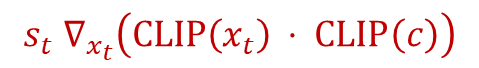 s_t ∇_{x_t}(CLIP(x_t) · CLIP(c))